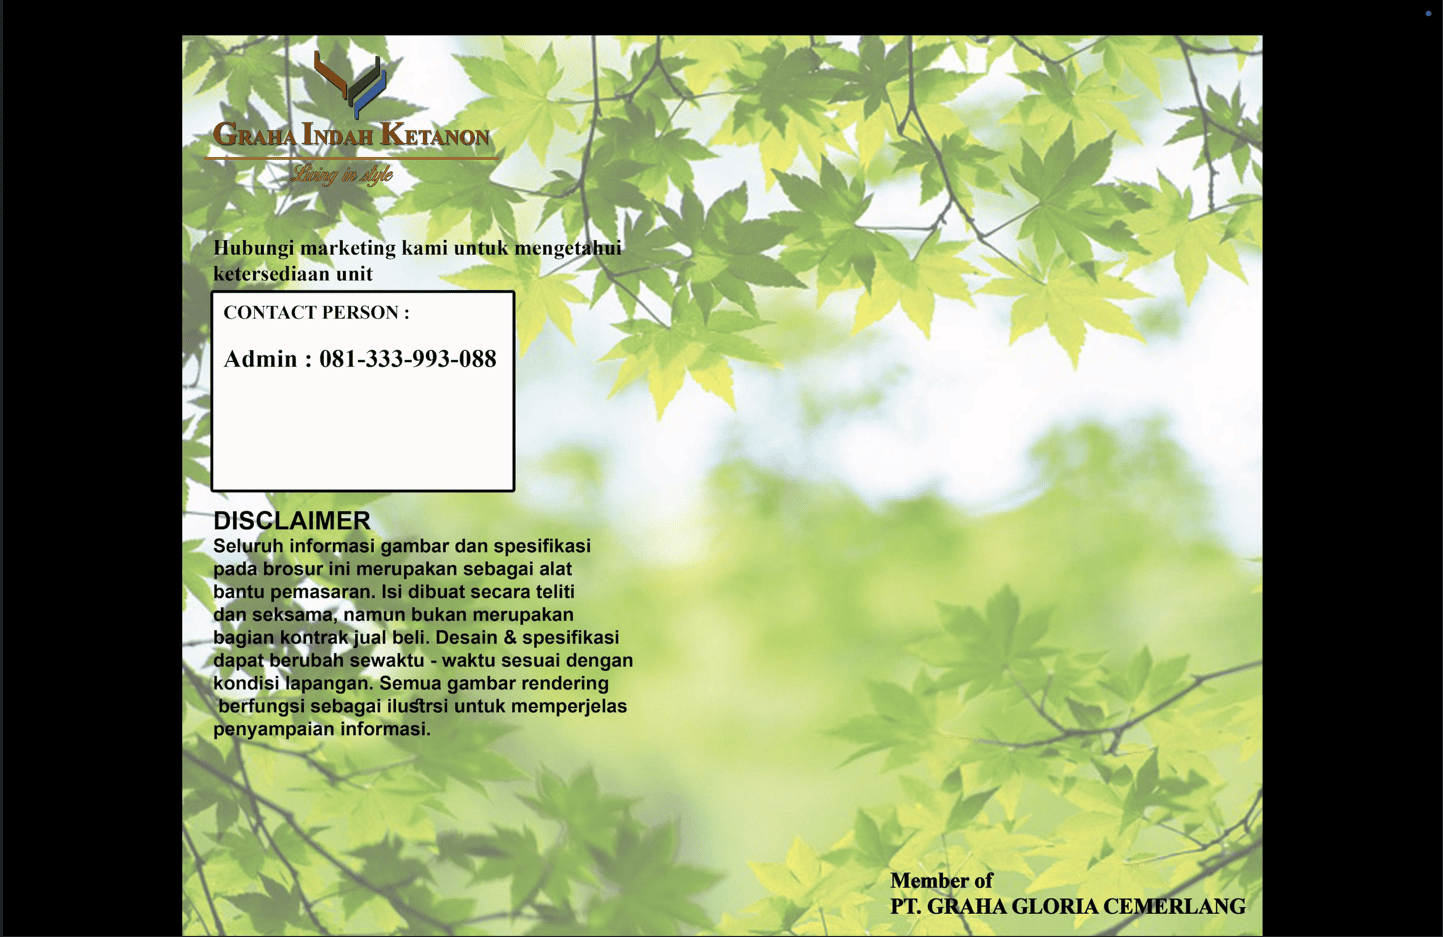 GRAHA INDAH KETANON
Living in style
Hubungi marketing kami untuk mengetahui
ketersediaan unit
CONTACT PERSON :
Admin : 081-333-993-088
DISCLAIMER
Seluruh informasi gambar dan spesifikasi
pada brosur ini merupakan sebagai alat
bantu pemasaran. Isi dibuat secara teliti
dan seksama, namun bukan merupakan
bagian kontrak jual beli. Desain & spesifikasi
dapat berubah sewaktu - waktu sesuai dengan
kondisi lapangan. Semua gambar rendering
berfungsi sebagai ilustrsi untuk memperjelas
penyampaian informasi.
Member of
PT. GRAHA GLORIA CEMERLANG